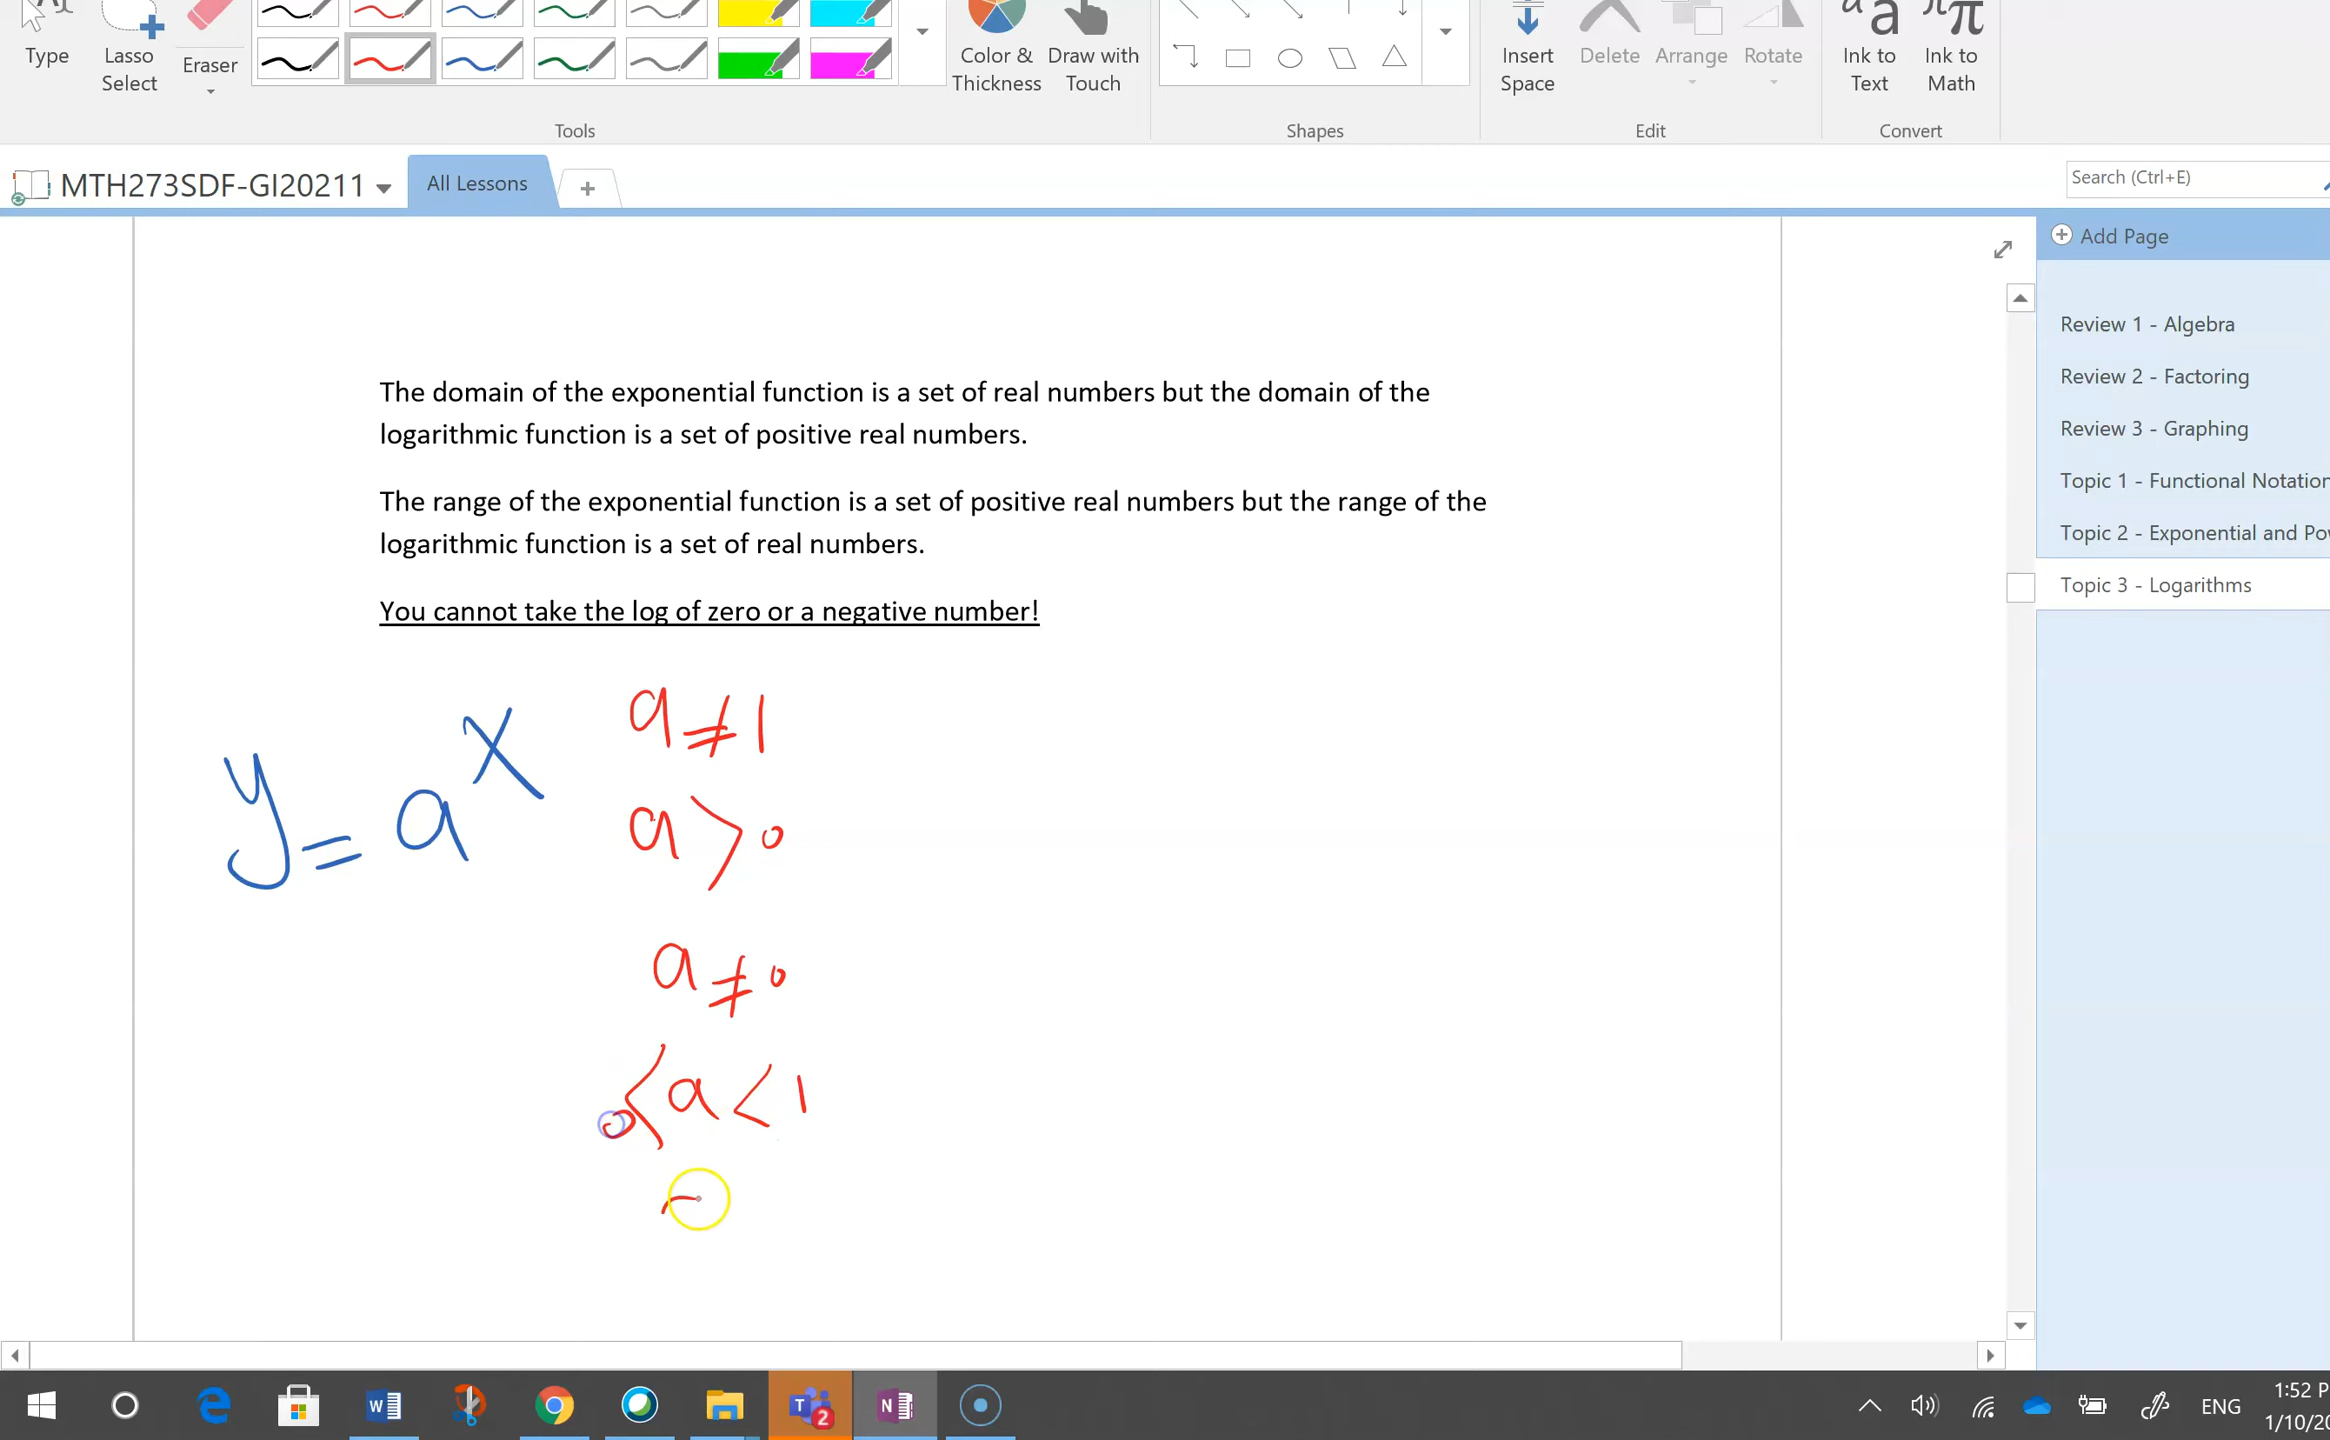 Type
Lasso Select
Eraser
Color & Thickness
Draw with Touch
Insert Space
Delete
Arrange
Rotate
Ink to Text
Ink to Math
Tools
Shapes
Edit
Convert
MTH273SDF-GI20211
All Lessons
Search (Ctrl+E)
Add Page
Review 1 - Algebra
Review 2 - Factoring
Review 3 - Graphing
Topic 1 - Functional Notation
Topic 2 - Exponential and Po
Topic 3 - Logarithms
The domain of the exponential function is a set of real numbers but the domain of the
logarithmic function is a set of positive real numbers.
The range of the exponential function is a set of positive real numbers but the range of the
logarithmic function is a set of real numbers.
You cannot take the log of zero or a negative number!
y = a^x
a ≠ 1
a > 0
a ≠ 0
0 < a < 1
ENG
1:52 P
1/10/20